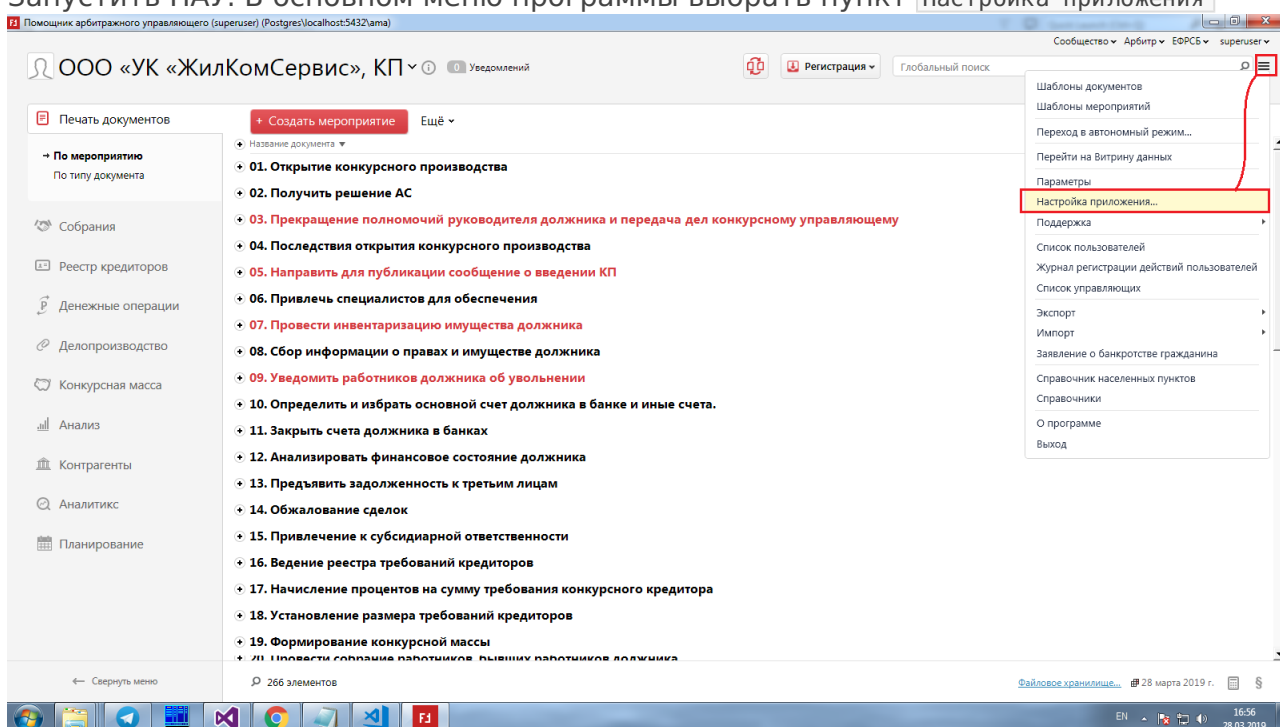 Запустить ПАУ. В основном меню программы выбрать пункт Настройка приложения
Помощник арбитражного управляющего (superuser) (Postgres\localhost:5432\ama)
Сообщество Арбитр ЕФРСБ superuser
ООО «УК «ЖилКомСервис», КП 0 Уведомлений Регистрация Глобальный поиск
Печать документов
По мероприятию
По типу документа
Собрания
Реестр кредиторов
Денежные операции
Делопроизводство
Конкурсная масса
Анализ
Контрагенты
Аналитикс
Планирование
← Свернуть меню
+ Создать мероприятие Ещё
Название документа
01. Открытие конкурсного производства
02. Получить решение АС
03. Прекращение полномочий руководителя должника и передача дел конкурсному управляющему
04. Последствия открытия конкурсного производства
05. Направить для публикации сообщение о введении КП
06. Привлечь специалистов для обеспечения
07. Провести инвентаризацию имущества должника
08. Сбор информации о правах и имуществе должника
09. Уведомить работников должника об увольнении
10. Определить и избрать основной счет должника в банке и иные счета.
11. Закрыть счета должника в банках
12. Анализировать финансовое состояние должника
13. Предъявить задолженность к третьим лицам
14. Обжалование сделок
15. Привлечение к субсидиарной ответственности
16. Ведение реестра требований кредиторов
17. Начисление процентов на сумму требования конкурсного кредитора
18. Установление размера требований кредиторов
19. Формирование конкурсной массы
20. Провести собрание работников, бывших работников должника
Шаблоны документов
Шаблоны мероприятий
Переход в автономный режим...
Перейти на Витрину данных
Параметры
Настройка приложения...
Поддержка
Список пользователей
Журнал регистрации действий пользователей
Список управляющих
Экспорт
Импорт
Заявление о банкротстве гражданина
Справочник населенных пунктов
Справочники
О программе
Выход
266 элементов
Файловое хранилище... 28 марта 2019 г. §
EN 16:56
28.03.2019